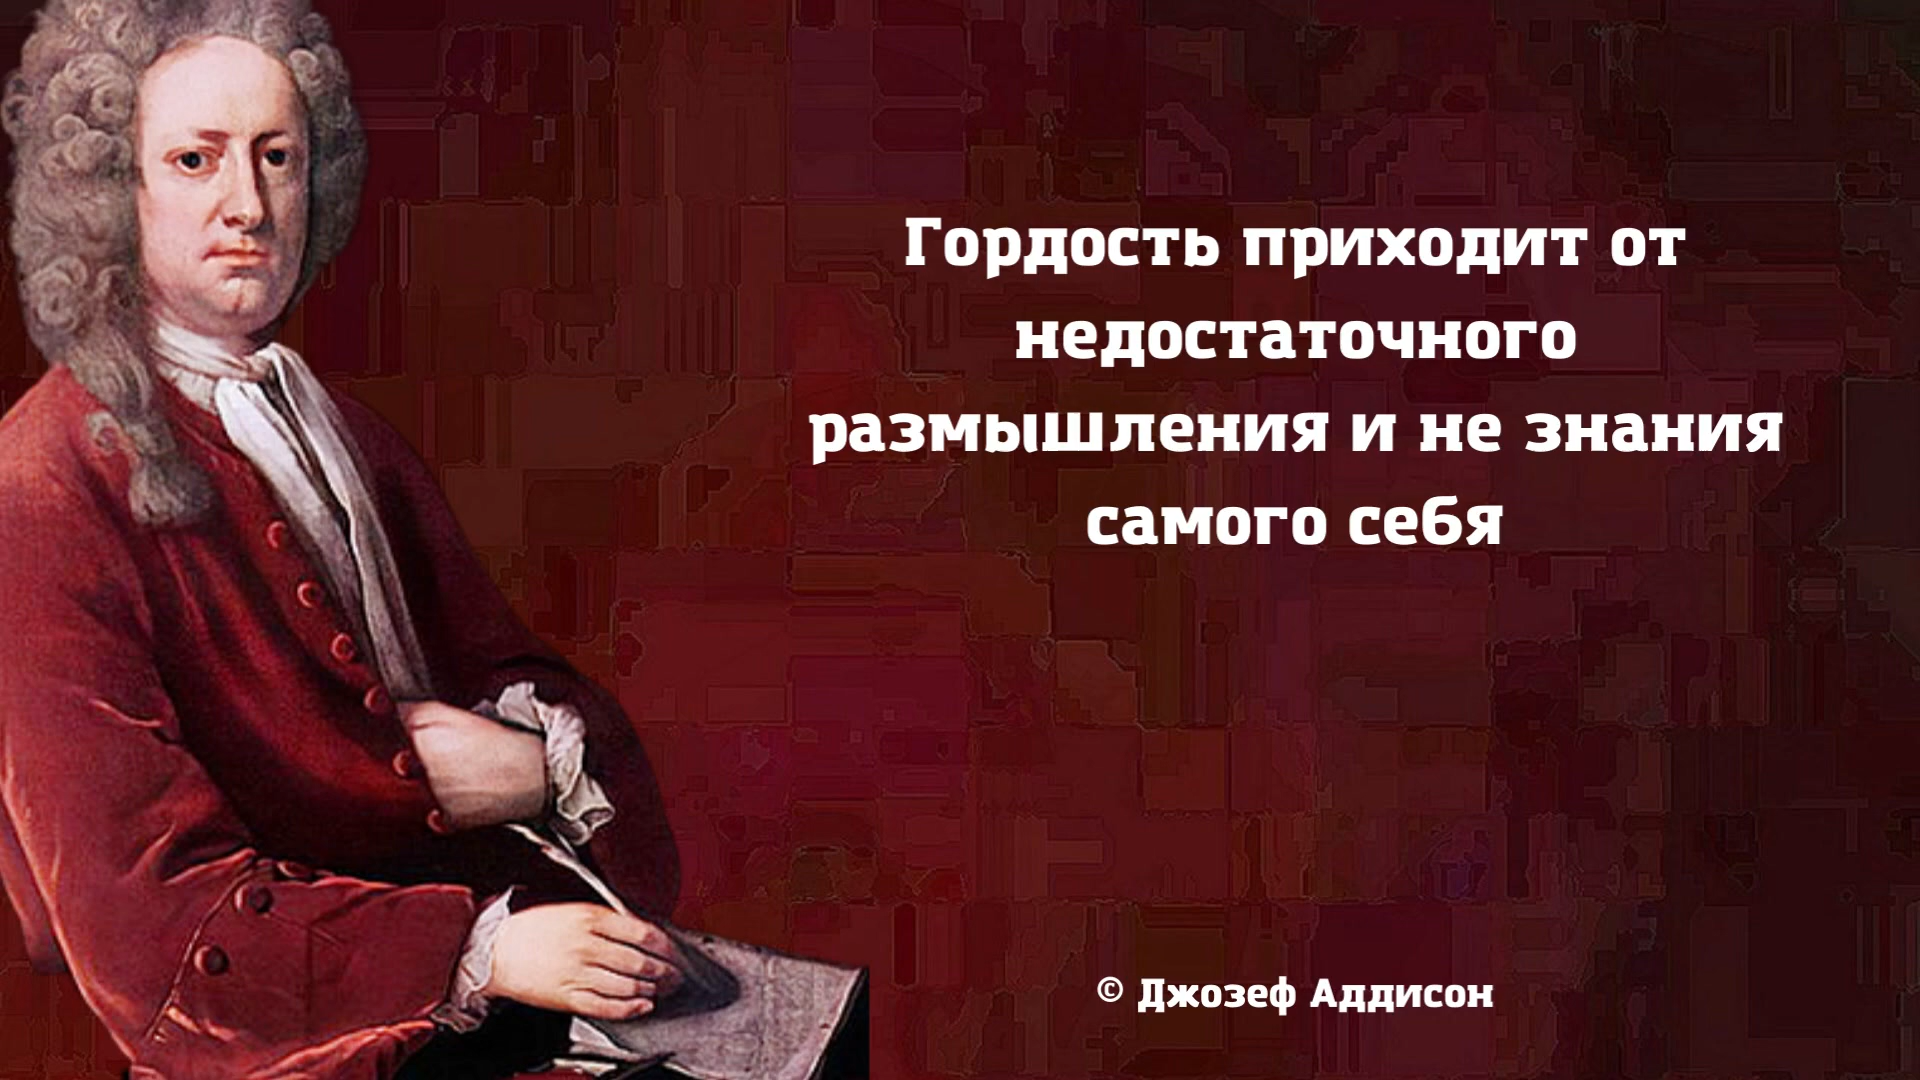 Гордость приходит от
недостаточного
размышления и не знания
самого себя
© Джозеф Аддисон